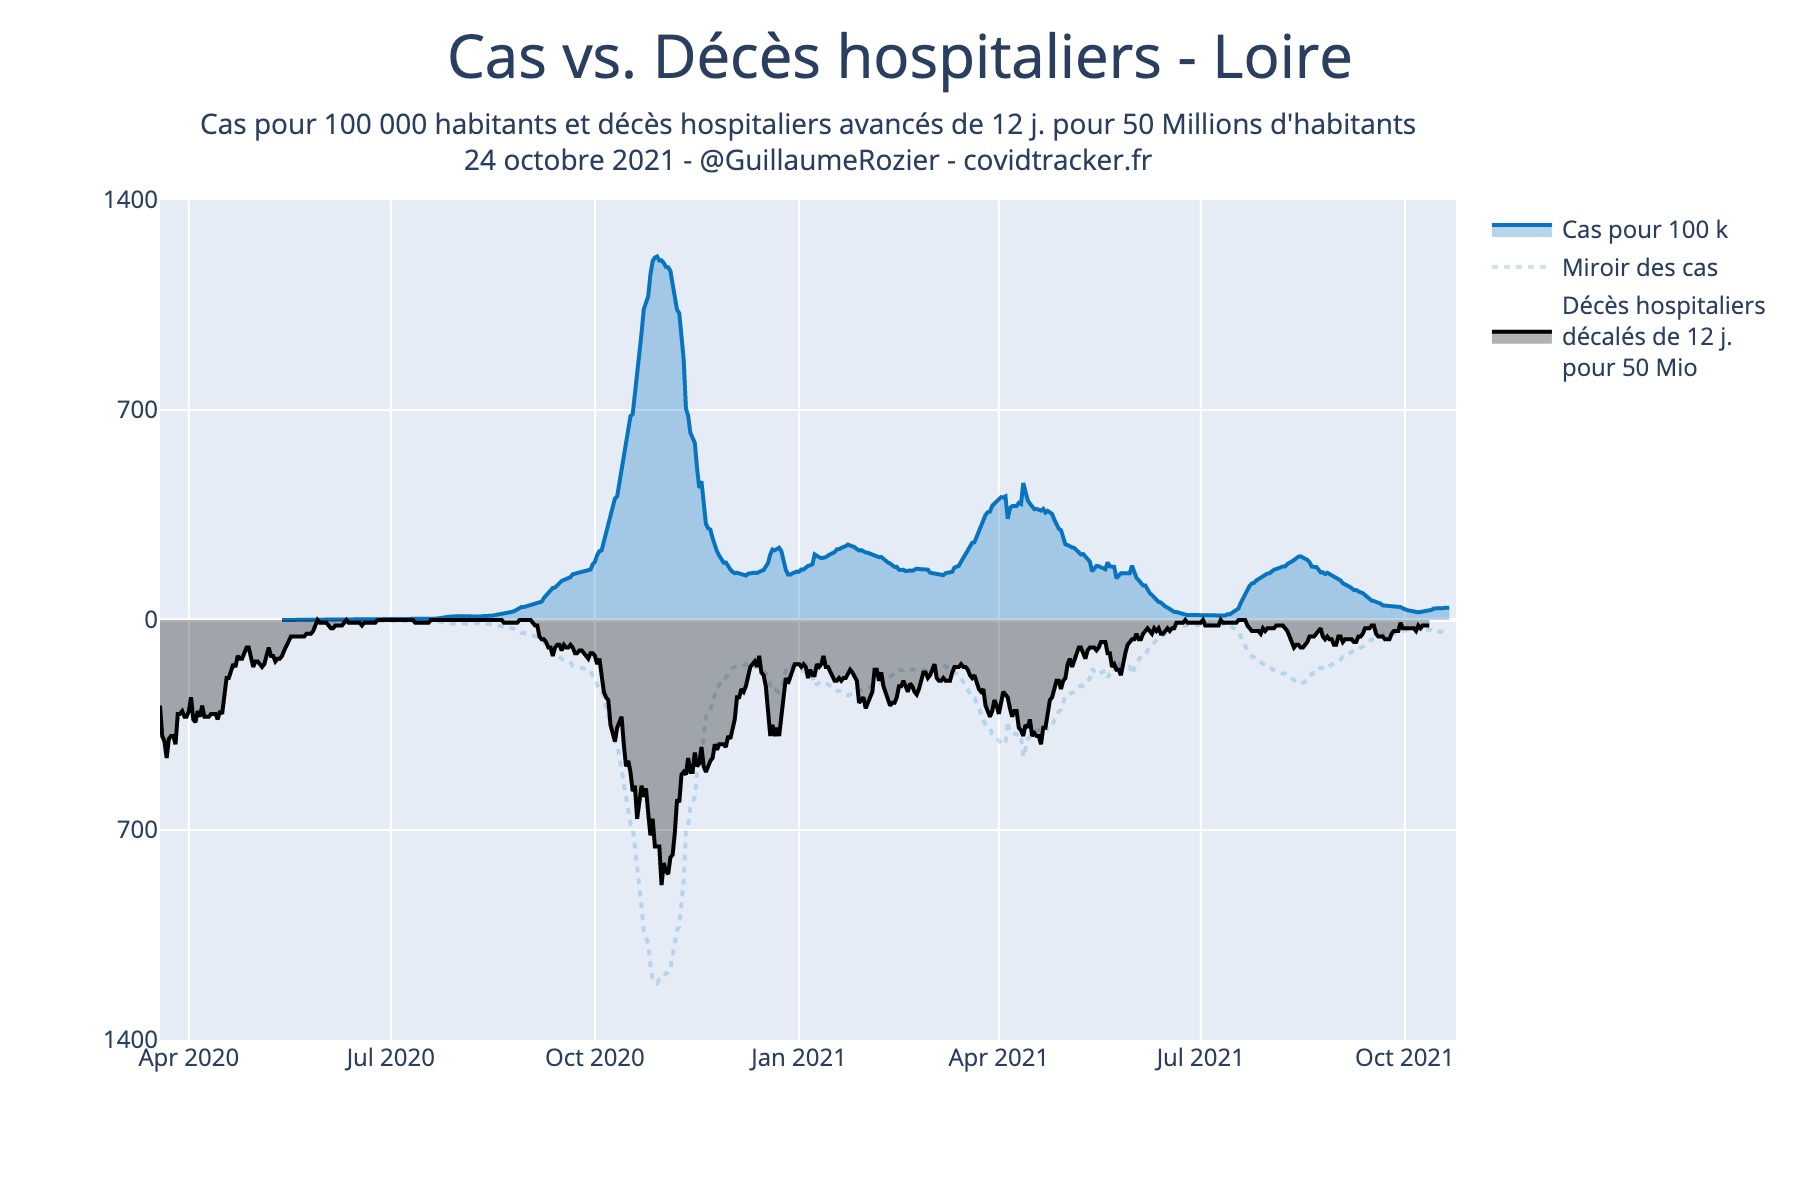 Cas vs. Décès hospitaliers - Loire
Cas pour 100 000 habitants et décès hospitaliers avancés de 12 j. pour 50 Millions d'habitants
24 octobre 2021 - @GuillaumeRozier - covidtracker.fr
1400
700
0
700
1400
Apr 2020
Jul 2020
Oct 2020
Jan 2021
Apr 2021
Jul 2021
Oct 2021
Cas pour 100 k
Miroir des cas
Décès hospitaliers
décalés de 12 j.
pour 50 Mio